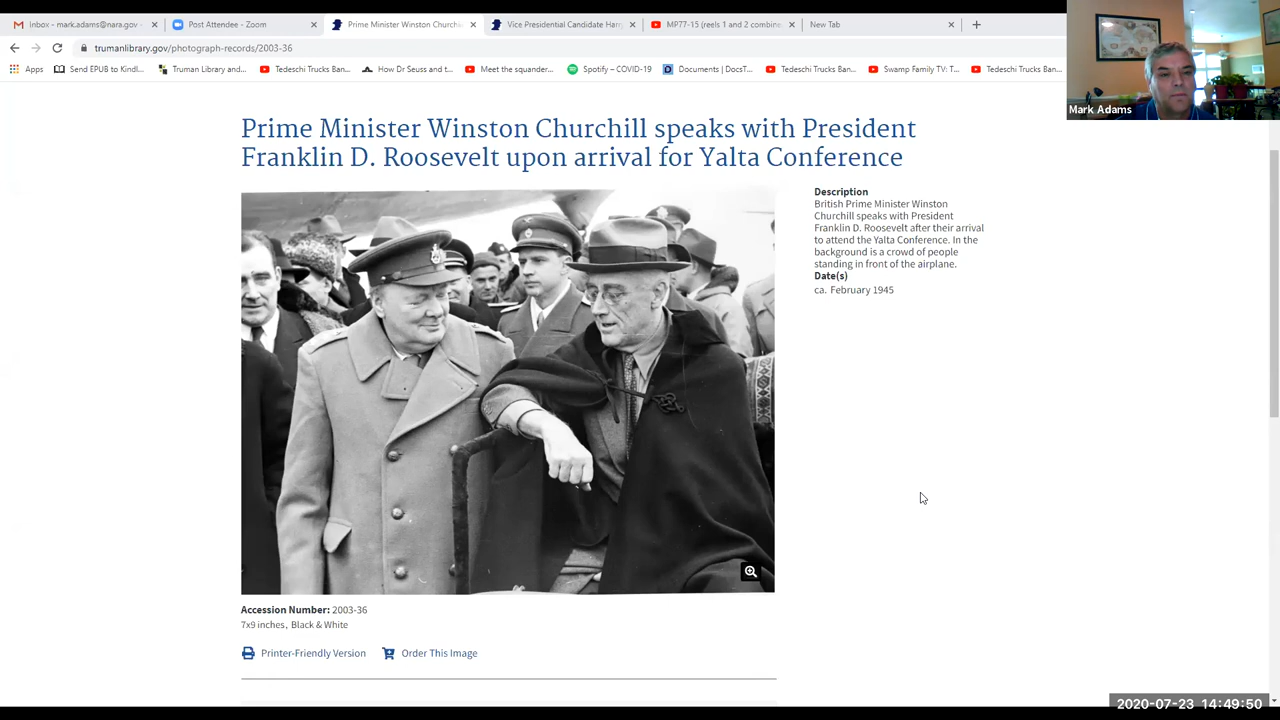 Inbox - mark.adams@nara.gov -
Post Attendee - Zoom
Prime Minister Winston Churchi
Vice Presidential Candidate Harr
MP77-15 (reels 1 and 2 combine
New Tab
trumanlibrary.gov/photograph-records/2003-36
Apps
Send EPUB to Kindl...
Truman Library and...
Tedeschi Trucks Ban...
How Dr Seuss and t...
Meet the squander...
Spotify – COVID-19
Documents | DocsT...
Tedeschi Trucks Ban...
Swamp Family TV: T...
Tedeschi Trucks Ban...
Mark Adams
Prime Minister Winston Churchill speaks with President
Franklin D. Roosevelt upon arrival for Yalta Conference
Description
British Prime Minister Winston
Churchill speaks with President
Franklin D. Roosevelt after their arrival
to attend the Yalta Conference. In the
background is a crowd of people
standing in front of the airplane.
Date(s)
ca. February 1945
Accession Number: 2003-36
7x9 inches, Black & White
Printer-Friendly Version
Order This Image
2020-07-23 14:49:50